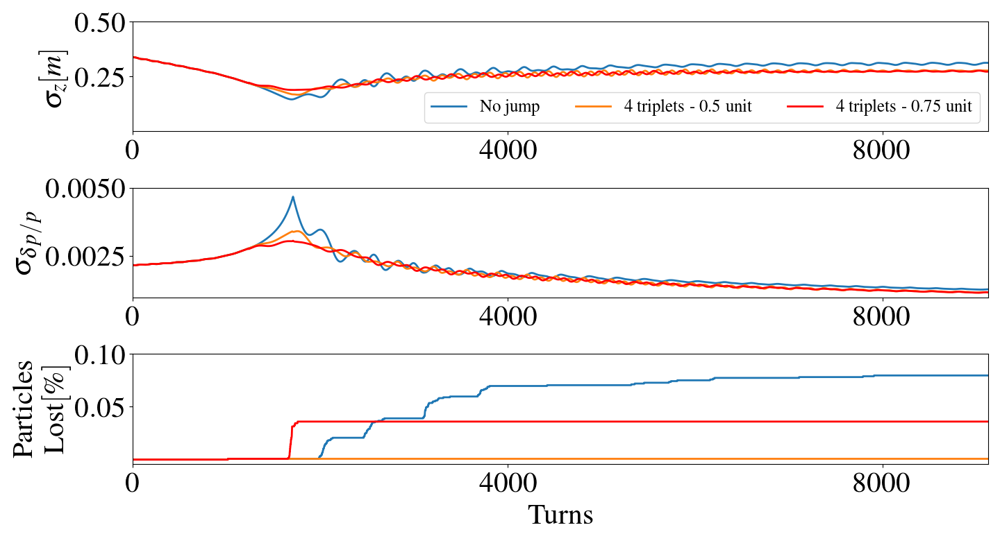 0.50
0.25
σz[m]
No jump
4 triplets - 0.5 unit
4 triplets - 0.75 unit
0
4000
8000
0.0050
0.0025
σδp/p
0
4000
8000
0.10
0.05
Particles
Lost[%]
0
4000
8000
Turns